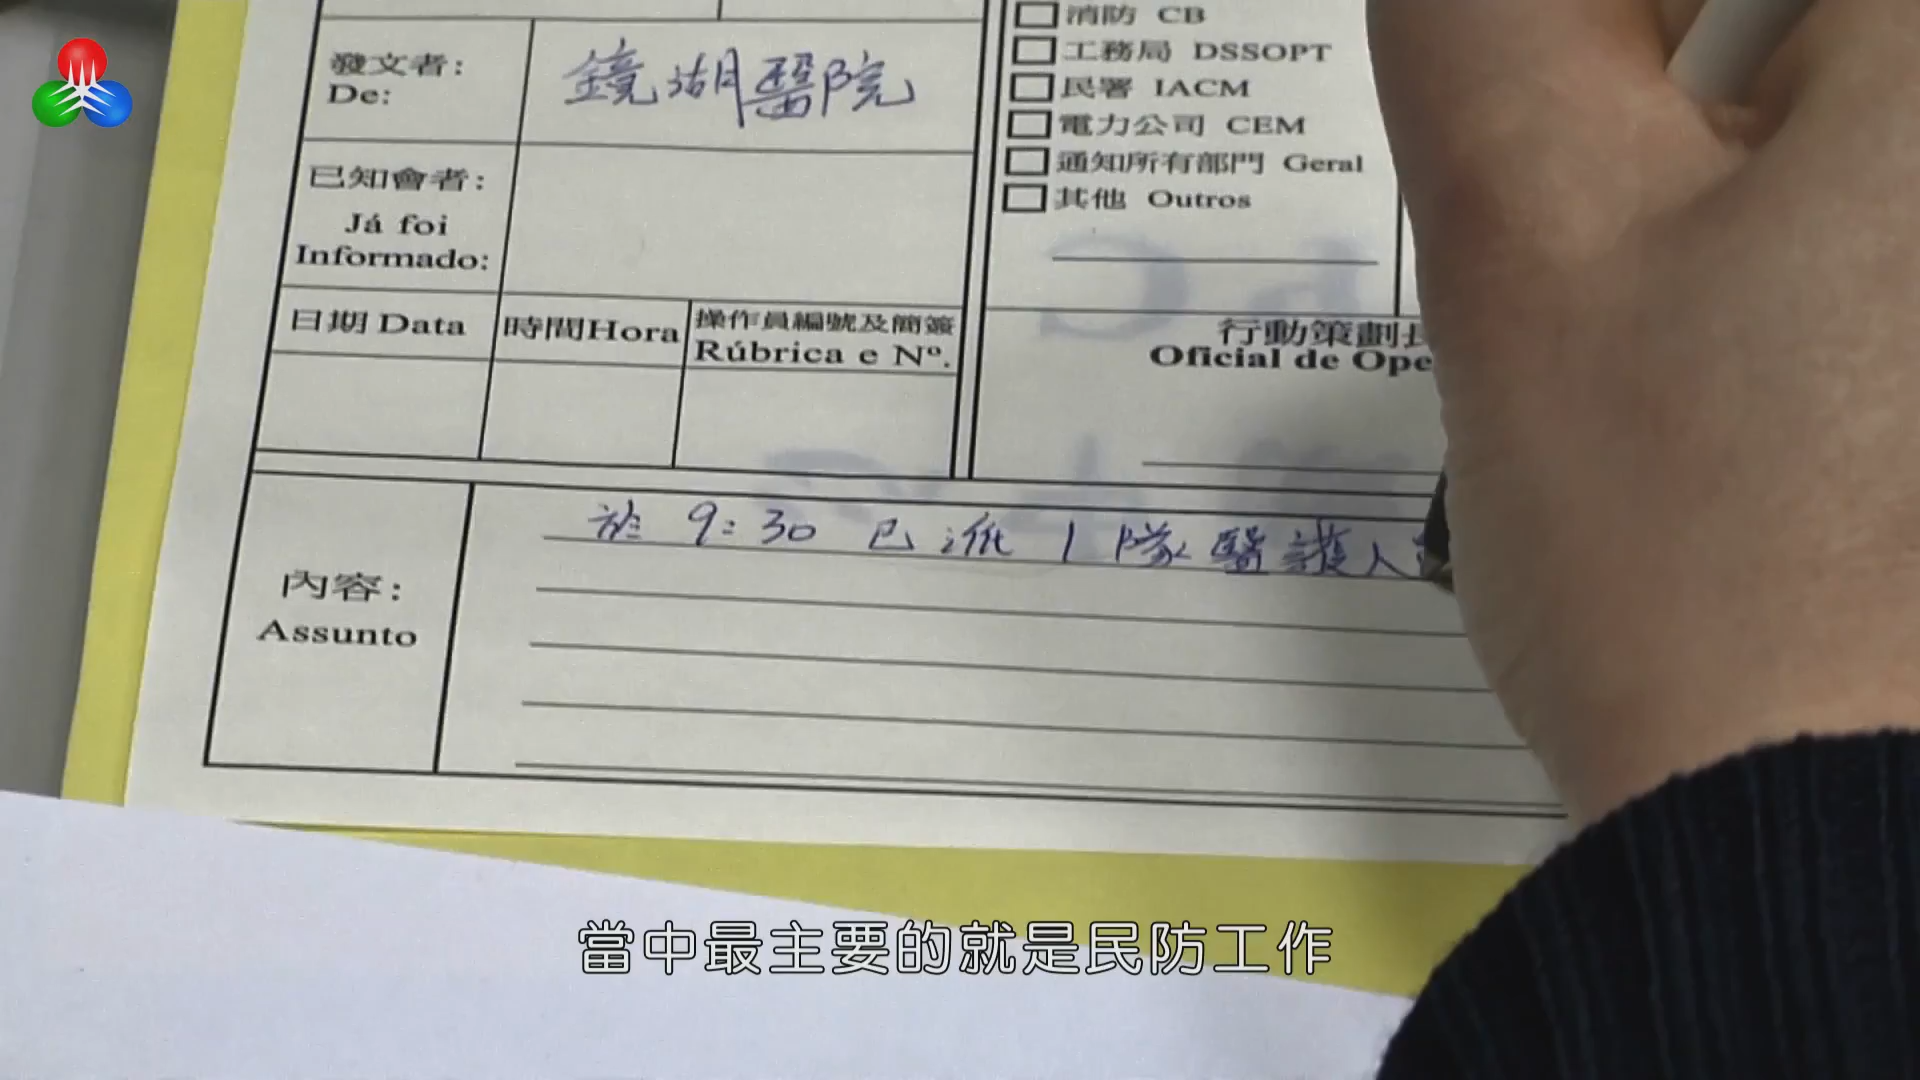 發文者:
De:
鏡湖醫院
已知會者:
Já foi
Informado:
日期 Data
時間Hora
操作員編號及簡簽
Rúbrica e Nº.
消防 CB
工務局 DSSOPT
民署 IACM
電力公司 CEM
通知所有部門 Geral
其他 Outros
行動策劃
Oficial de Ope
內容:
Assunto
於 9:30 已派 1 隊醫護人
當中最主要的就是民防工作